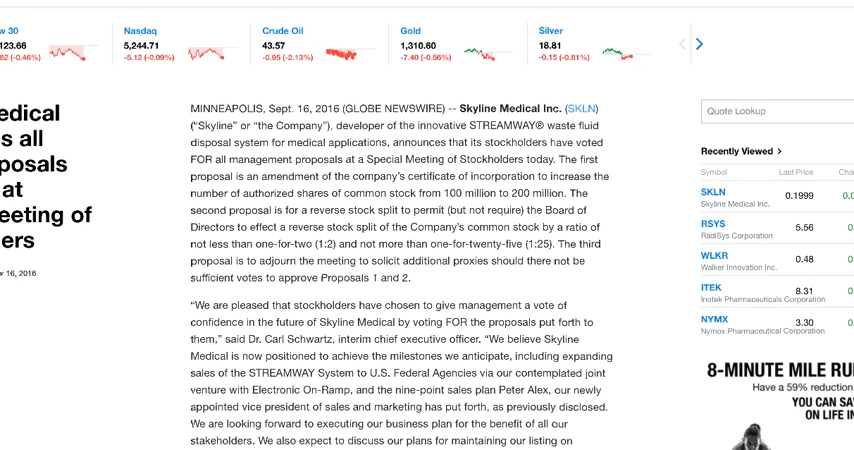 w 30 Nasdaq Crude Oil Gold Silver
123.66 5,244.71 43.57 1,310.60 18.81
82 (-0.46%) -5.12 (-0.09%) -0.95 (-2.13%) -7.40 (-0.56%) -0.15 (-0.81%)
edical
s all
posals
at
eeting of
ers
r 16, 2016
MINNEAPOLIS, Sept. 16, 2016 (GLOBE NEWSWIRE) -- Skyline Medical Inc. (SKLN)
("Skyline" or "the Company"), developer of the innovative STREAMWAY® waste fluid
disposal system for medical applications, announces that its stockholders have voted
FOR all management proposals at a Special Meeting of Stockholders today. The first
proposal is an amendment of the company's certificate of incorporation to increase the
number of authorized shares of common stock from 100 million to 200 million. The
second proposal is for a reverse stock split to permit (but not require) the Board of
Directors to effect a reverse stock split of the Company's common stock by a ratio of
not less than one-for-two (1:2) and not more than one-for-twenty-five (1:25). The third
proposal is to adjourn the meeting to solicit additional proxies should there not be
sufficient votes to approve Proposals 1 and 2.
"We are pleased that stockholders have chosen to give management a vote of
confidence in the future of Skyline Medical by voting FOR the proposals put forth to
them," said Dr. Carl Schwartz, interim chief executive officer. "We believe Skyline
Medical is now positioned to achieve the milestones we anticipate, including expanding
sales of the STREAMWAY System to U.S. Federal Agencies via our contemplated joint
venture with Electronic On-Ramp, and the nine-point sales plan Peter Alex, our newly
appointed vice president of sales and marketing has put forth, as previously disclosed.
We are looking forward to executing our business plan for the benefit of all our
stakeholders. We also expect to discuss our plans for maintaining our listing on
Quote Lookup
Recently Viewed >
Symbol Last Price Cha
SKLN 0.1999 0.0
Skyline Medical Inc.
RSYS 5.56 0.
RadiSys Corporation
WLKR 0.48 0.
Walker Innovation Inc.
ITEK 8.31 0.
Inotek Pharmaceuticals Corporation
NYMX 3.30 0.
Nymox Pharmaceutical Corporation
8-MINUTE MILE RU
Have a 59% reduction
YOU CAN SA
ON LIFE IN